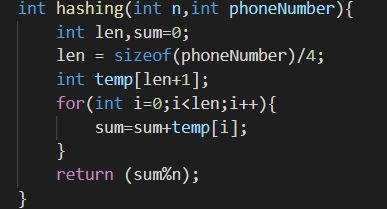 int hashing(int n,int phoneNumber){
int len,sum=0;
len = sizeof(phoneNumber)/4;
int temp[len+1];
for(int i=0;i<len;i++){
sum=sum+temp[i];
}
return (sum%n);
}